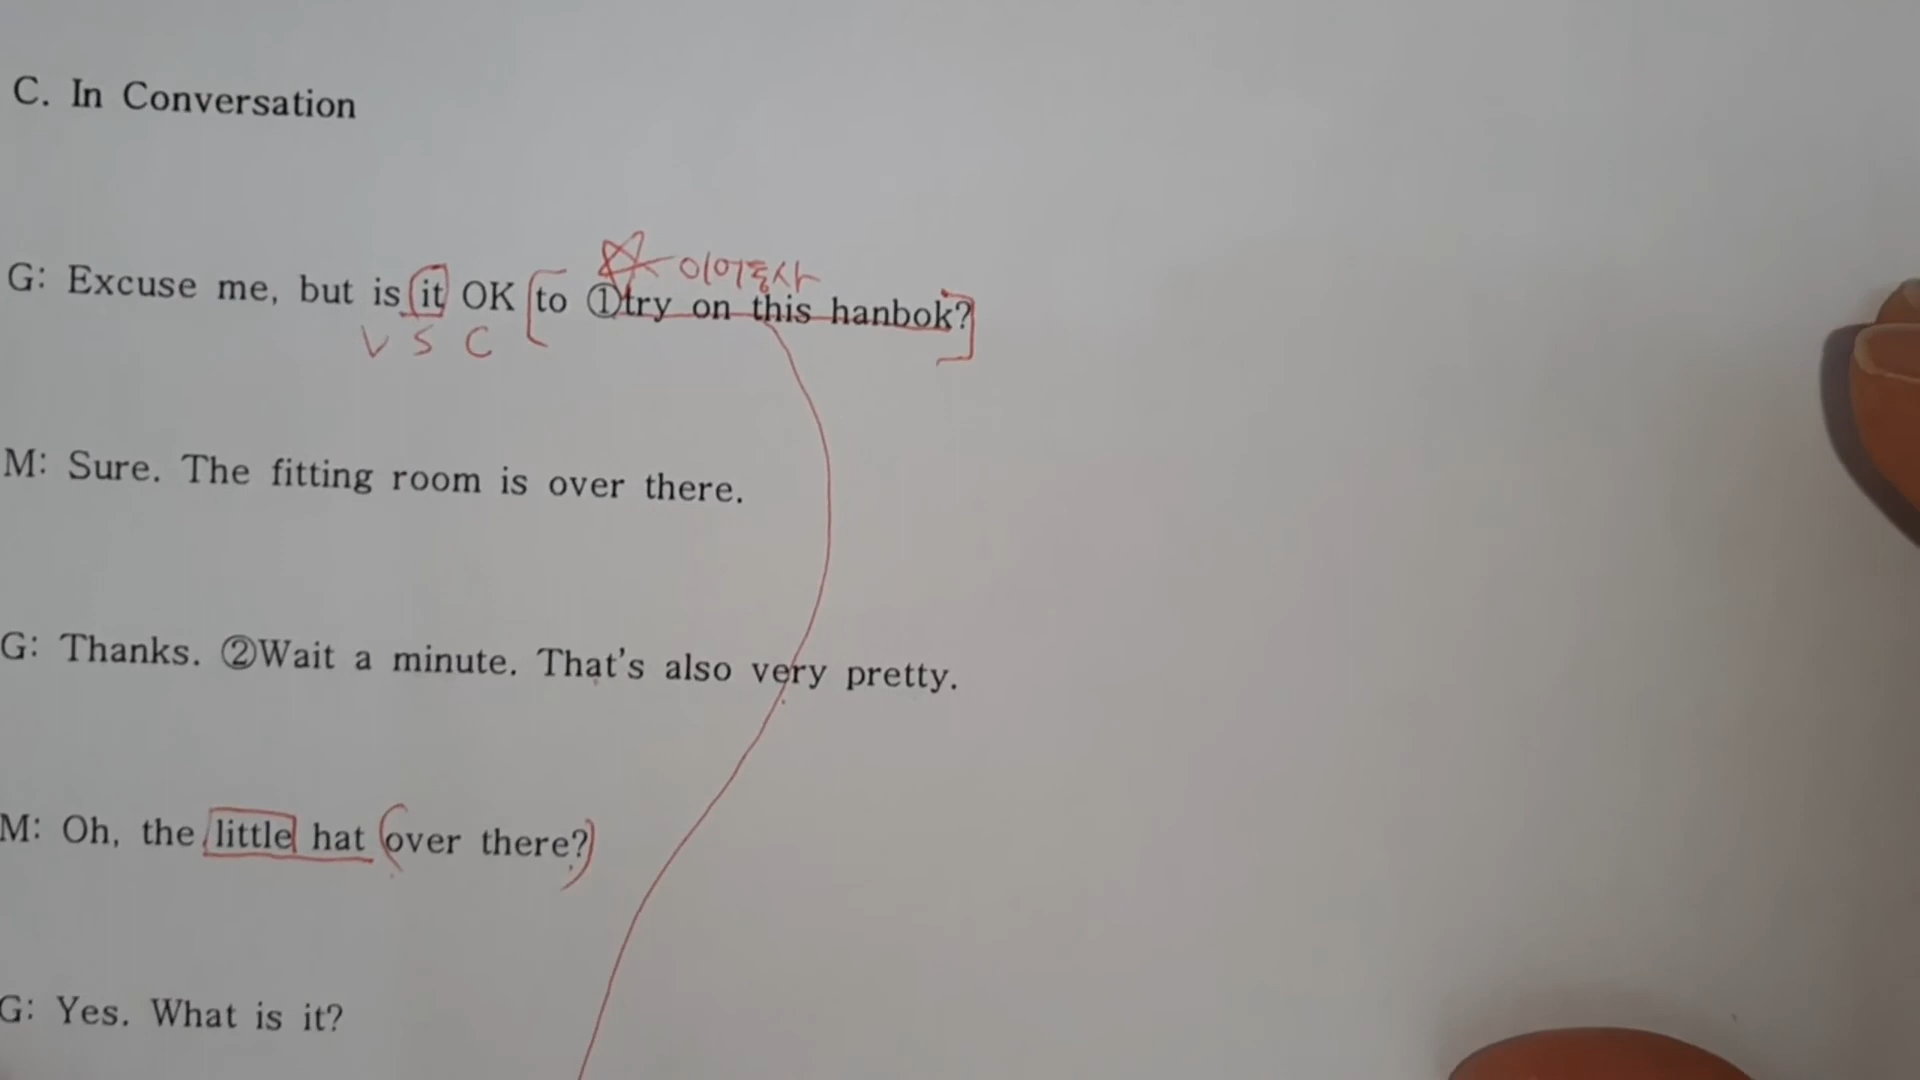 C. In Conversation
이어동사
G: Excuse me, but is it OK to ①try on this hanbok?
V S C
M: Sure. The fitting room is over there.
G: Thanks. ②Wait a minute. That's also very pretty.
M: Oh, the little hat over there?
G: Yes. What is it?